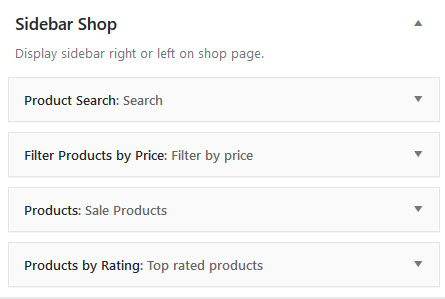 Sidebar Shop
Display sidebar right or left on shop page.
Product Search: Search
Filter Products by Price: Filter by price
Products: Sale Products
Products by Rating: Top rated products